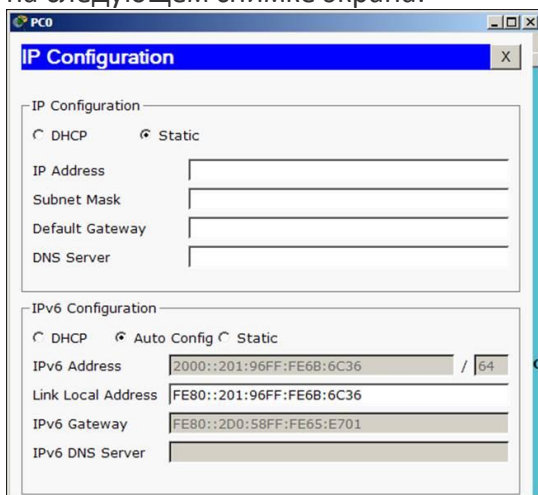 на следующем снимке экрана:
PC0
IP Configuration X
IP Configuration
DHCP Static
IP Address
Subnet Mask
Default Gateway
DNS Server
IPv6 Configuration
DHCP Auto Config Static
IPv6 Address 2000::201:96FF:FE6B:6C36 / 64
Link Local Address FE80::201:96FF:FE6B:6C36
IPv6 Gateway FE80::2D0:58FF:FE65:E701
IPv6 DNS Server